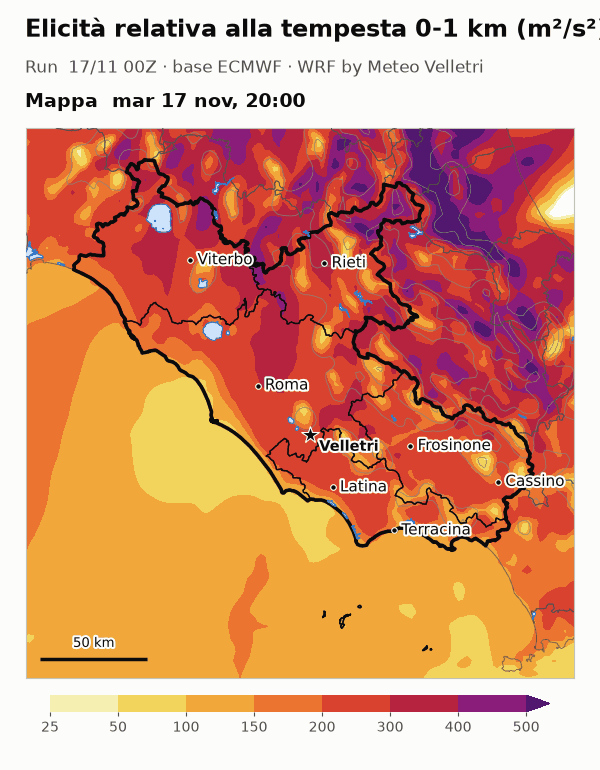 Elicità relativa alla tempesta 0-1 km (m²/s²)
Run  17/11 00Z · base ECMWF · WRF by Meteo Velletri
Mappa  mar 17 nov, 20:00
Viterbo
Rieti
Roma
Velletri
Frosinone
Cassino
Latina
Terracina
50 km
25 50 100 150 200 300 400 500